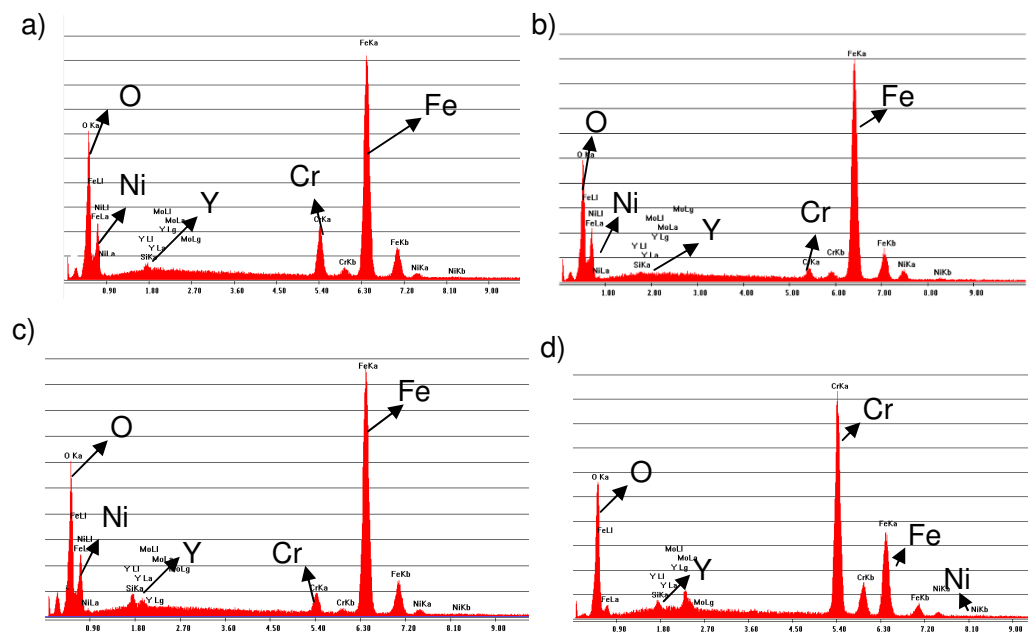 a)
FeKa
O
O Ka
Fe
FeLl
Ni
Cr
Y
MoLl
NiLl
MoLa
FeLa
Y Lg
CrKa
Y Ll
MoLg
Y La
FeKb
NiLa
SiKa
CrKb
NiKa
NiKb
0.90 1.80 2.70 3.60 4.50 5.40 6.30 7.20 8.10 9.00
b)
FeKa
Fe
O
O Ka
FeLl
Ni
Y
Cr
MoLg
NiLl
MoLl
FeLa
MoLa
Y Lg
Y Ll
FeKb
Y La
NiLa
SiKa
CrKa
CrKb
NiKa
NiKb
1.00 2.00 3.00 4.00 5.00 6.00 7.00 8.00 9.00
c)
FeKa
Fe
O
O Ka
FeLl
Ni
NiLl
MoLl
Y
Cr
FeLa
MoLa
Y Ll
MoLg
Y La
FeKb
SiKa
CrKa
NiLa
Y Lg
CrKb
NiKa
NiKb
0.90 1.80 2.70 3.60 4.50 5.40 6.30 7.20 8.10 9.00
d)
CrKa
Cr
O Ka
O
FeKa
FeLl
Fe
MoLl
MoLa
Y
Y Lg
Y Ll
Y La
CrKb
Ni
FeLa
SiKa
MoLg
FeKb
NiKa
NiKb
0.90 1.80 2.70 3.60 4.50 5.40 6.30 7.20 8.10 9.00